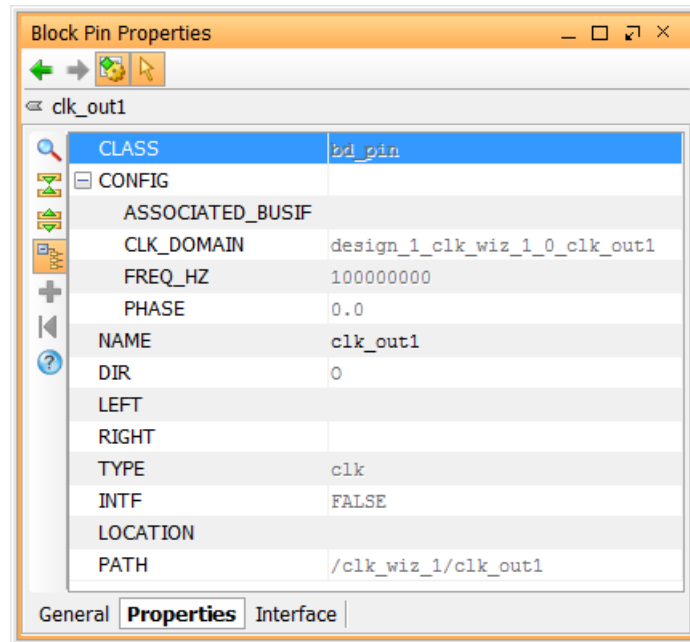 Block Pin Properties
clk_out1
CLASS bd_pin
CONFIG
ASSOCIATED_BUSIF
CLK_DOMAIN design_1_clk_wiz_1_0_clk_out1
FREQ_HZ 100000000
PHASE 0.0
NAME clk_out1
DIR O
LEFT
RIGHT
TYPE clk
INTF FALSE
LOCATION
PATH /clk_wiz_1/clk_out1
General Properties Interface